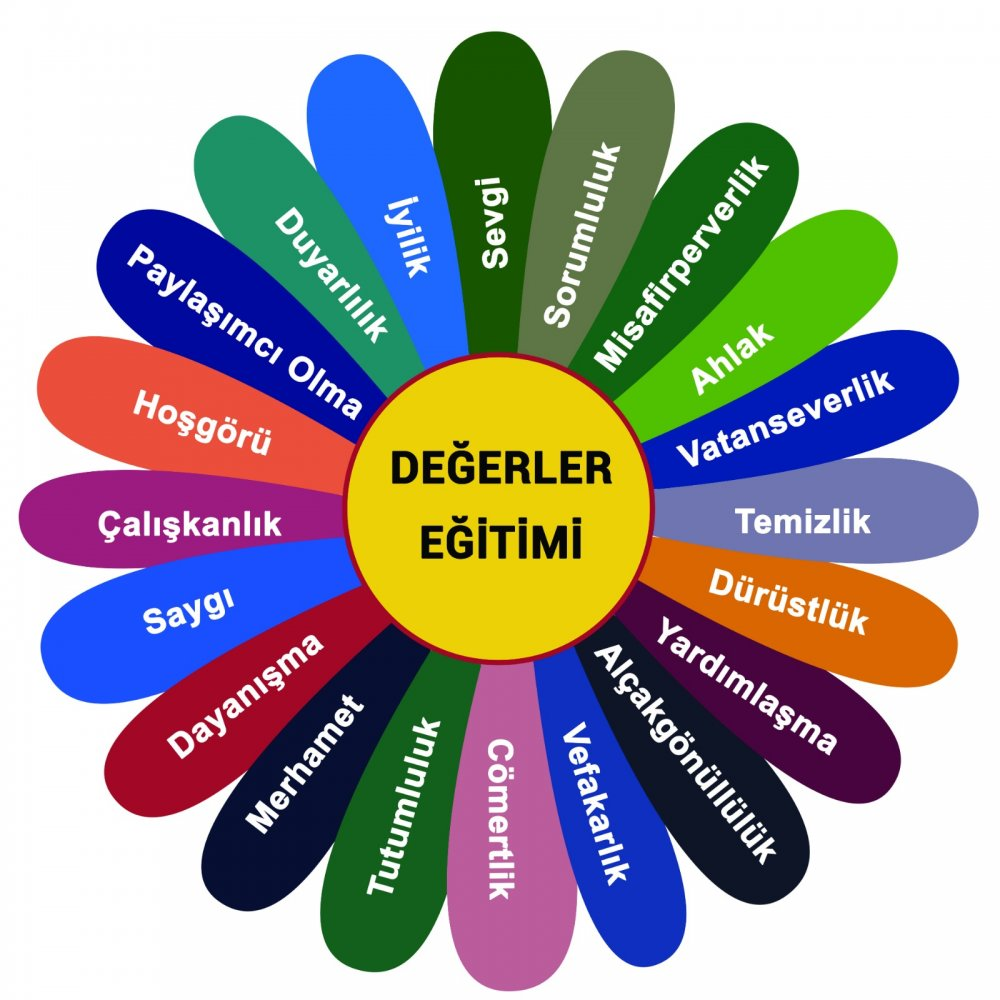 DEĞERLER
EĞİTİMİ
Sevgi
Sorumluluk
Misafirperverlik
Ahlak
Vatanseverlik
Temizlik
Dürüstlük
Yardımlaşma
Alçakgönüllülük
Vefakarlık
Cömertlik
Tutumluluk
Merhamet
Dayanışma
Saygı
Çalışkanlık
Hoşgörü
Paylaşımcı Olma
Duyarlılık
İyilik